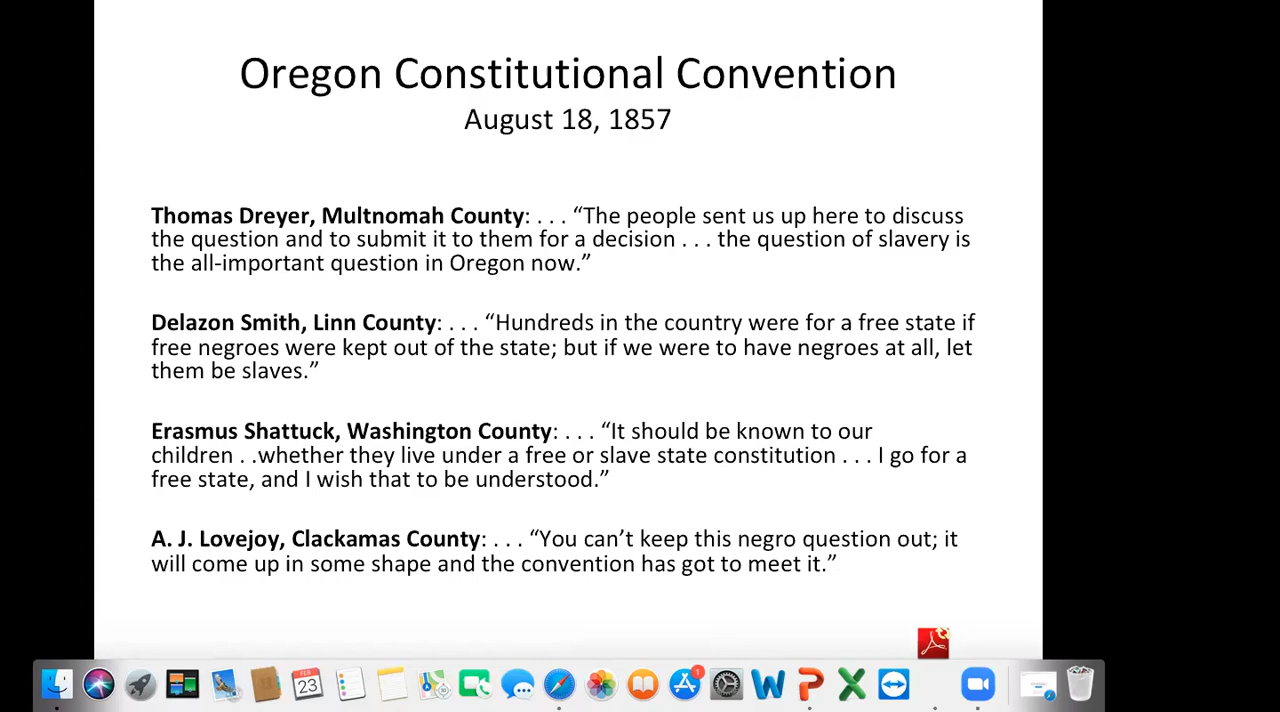 Oregon Constitutional Convention
August 18, 1857
Thomas Dreyer, Multnomah County: . . . “The people sent us up here to discuss
the question and to submit it to them for a decision . . . the question of slavery is
the all-important question in Oregon now.”
Delazon Smith, Linn County: . . . “Hundreds in the country were for a free state if
free negroes were kept out of the state; but if we were to have negroes at all, let
them be slaves.”
Erasmus Shattuck, Washington County: . . . “It should be known to our
children . .whether they live under a free or slave state constitution . . . I go for a
free state, and I wish that to be understood.”
A. J. Lovejoy, Clackamas County: . . . “You can’t keep this negro question out; it
will come up in some shape and the convention has got to meet it.”
FEB
23
1
W
P
X